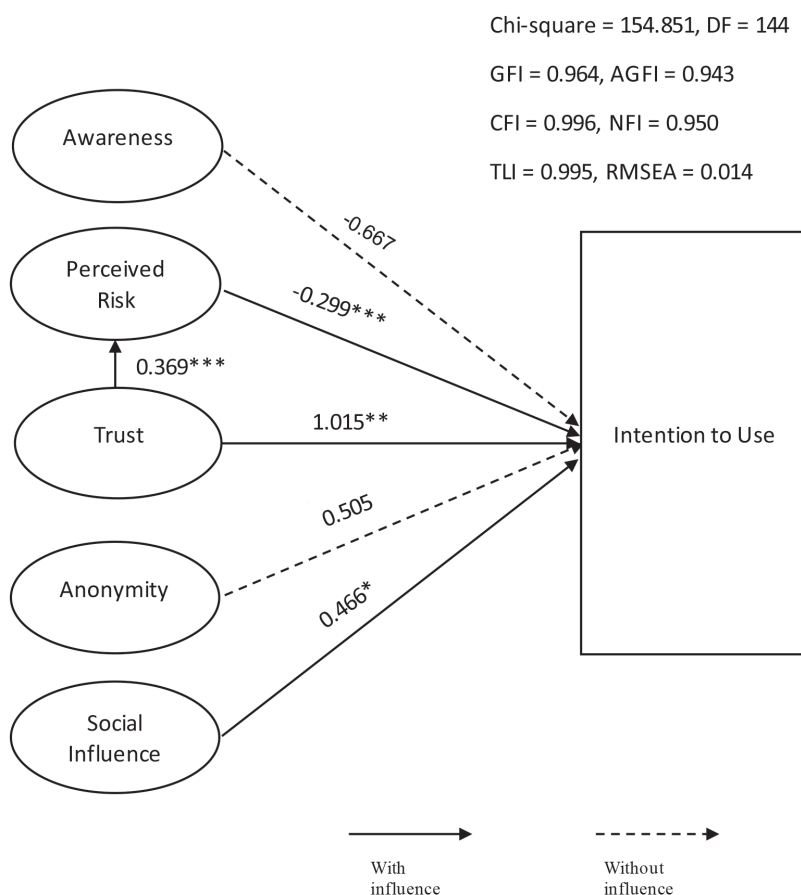 Chi-square = 154.851, DF = 144
GFI = 0.964, AGFI = 0.943
CFI = 0.996, NFI = 0.950
TLI = 0.995, RMSEA = 0.014
Awareness
-0.667
Perceived
Risk
-0.299***
0.369***
Trust
1.015**
Intention to Use
Anonymity
0.505
0.466*
Social
Influence
With
influence
Without
influence